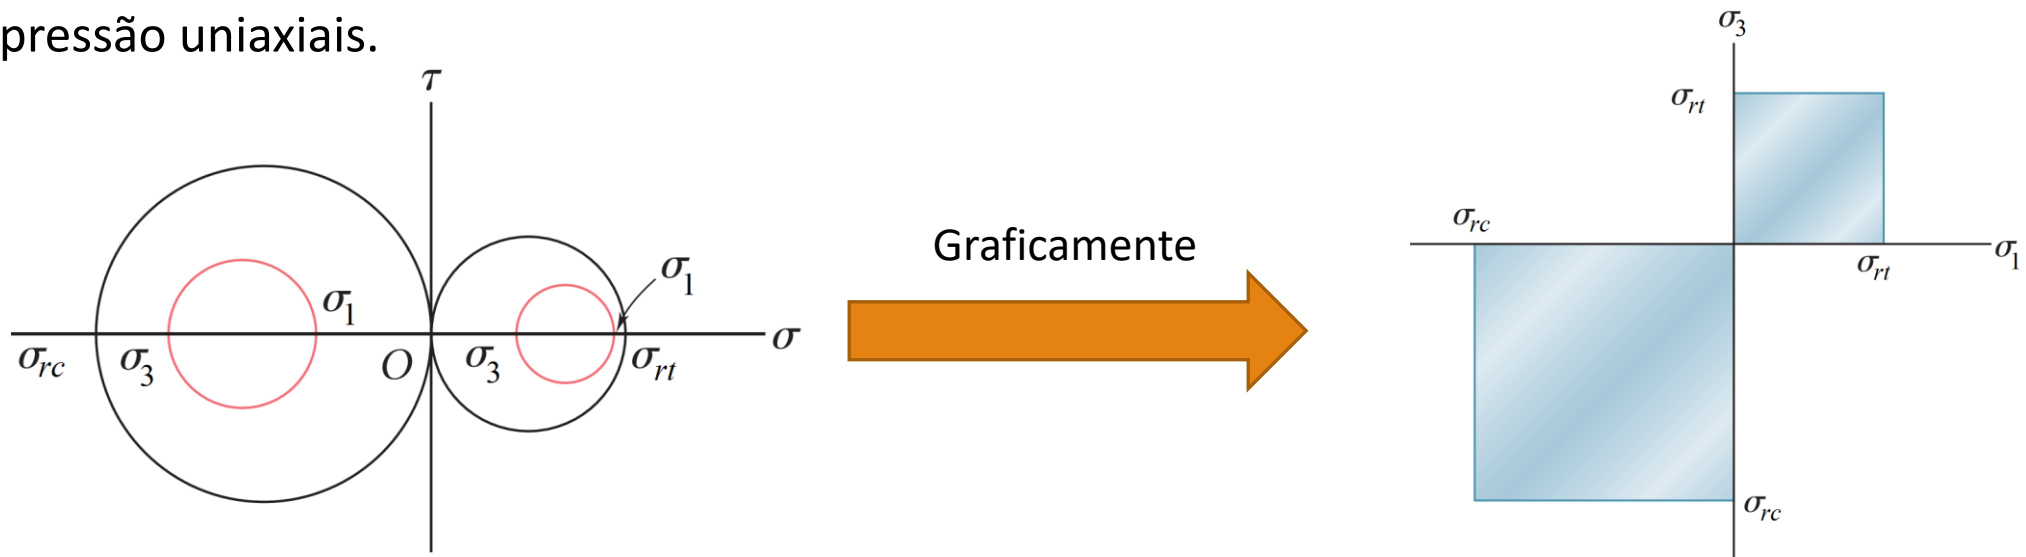 pressão uniaxiais.
τ
σ₁
σ₁
σ
σrc
σ₃
O
σ₃
σrt
Graficamente
σ₃
σrt
σrc
σ₁
σrt
σrc